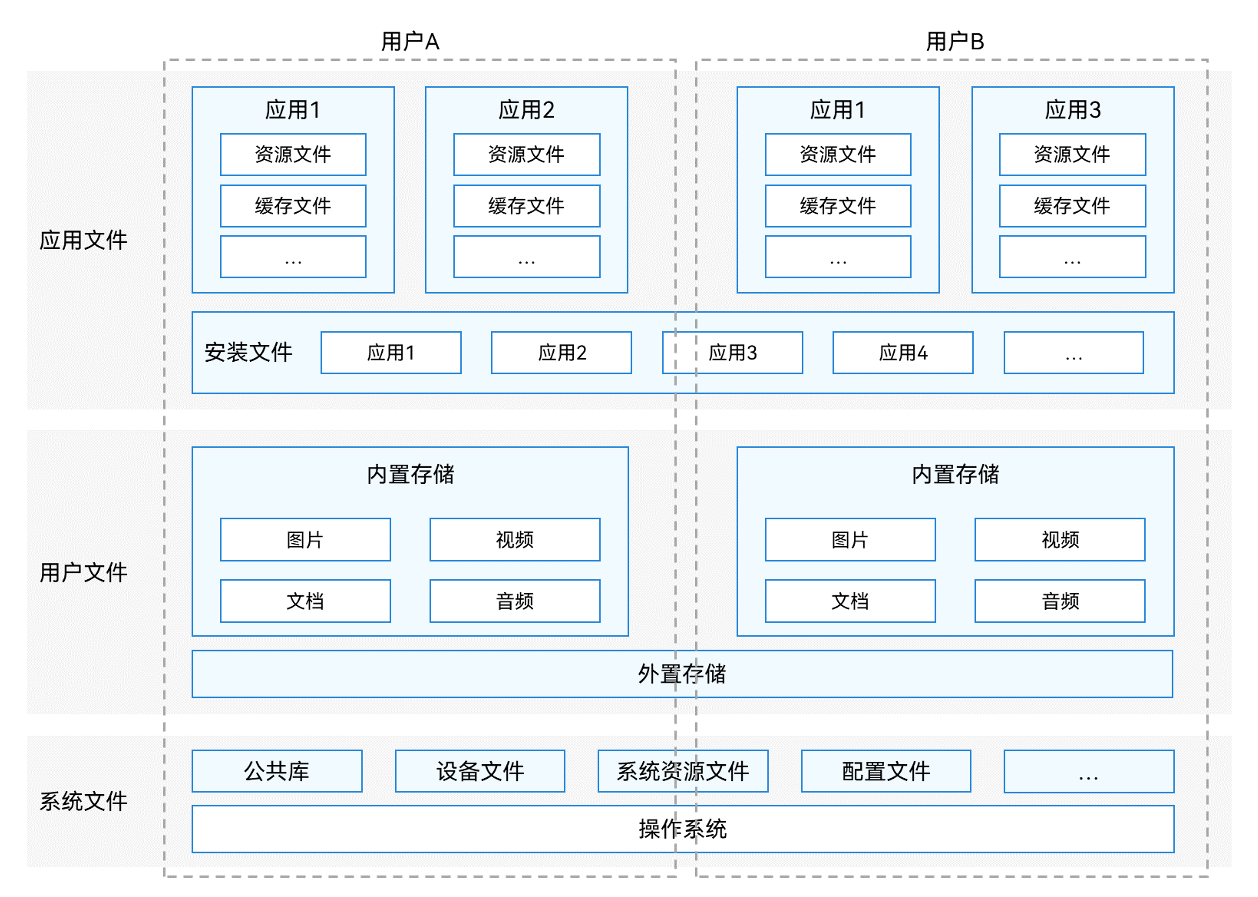 用户A
用户B
应用文件
应用1
资源文件
缓存文件
...
应用2
资源文件
缓存文件
...
应用1
资源文件
缓存文件
...
应用3
资源文件
缓存文件
...
安装文件
应用1
应用2
应用3
应用4
...
用户文件
内置存储
图片
视频
文档
音频
内置存储
图片
视频
文档
音频
外置存储
系统文件
公共库
设备文件
系统资源文件
配置文件
...
操作系统